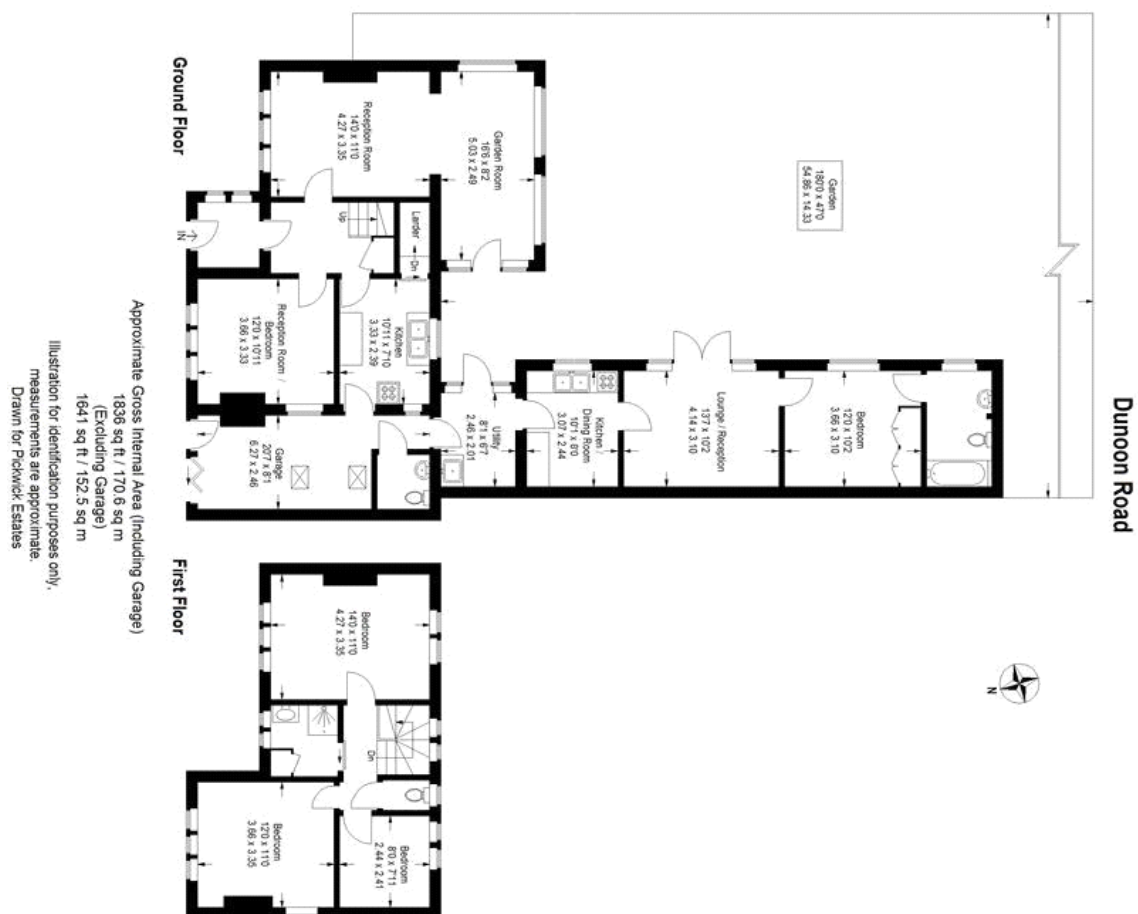 Dunoon Road
Garden
180'0 x 47'0
54.86 x 14.33
N
Garden Room
16'6 x 8'2
5.03 x 2.49
Reception Room
14'0 x 11'0
4.27 x 3.35
Larder
Dn
Up
Kitchen
10'11 x 7'10
3.33 x 2.39
Reception Room /
Bedroom
12'0 x 10'11
3.66 x 3.33
IN
Garage
20'7 x 8'1
6.27 x 2.46
Utility
8'1 x 6'7
2.46 x 2.01
Kitchen /
Dining Room
10'1 x 8'0
3.07 x 2.44
Lounge / Reception
13'7 x 10'2
4.14 x 3.10
Bedroom
12'0 x 10'2
3.66 x 3.10
Ground Floor
Bedroom
14'0 x 11'0
4.27 x 3.35
Dn
Bedroom
8'0 x 7'11
2.44 x 2.41
Bedroom
12'0 x 11'0
3.66 x 3.35
First Floor
Approximate Gross Internal Area (Including Garage)
1836 sq ft / 170.6 sq m
(Excluding Garage)
1641 sq ft / 152.5 sq m
Illustration for identification purposes only,
measurements are approximate.
Drawn for Pickwick Estates